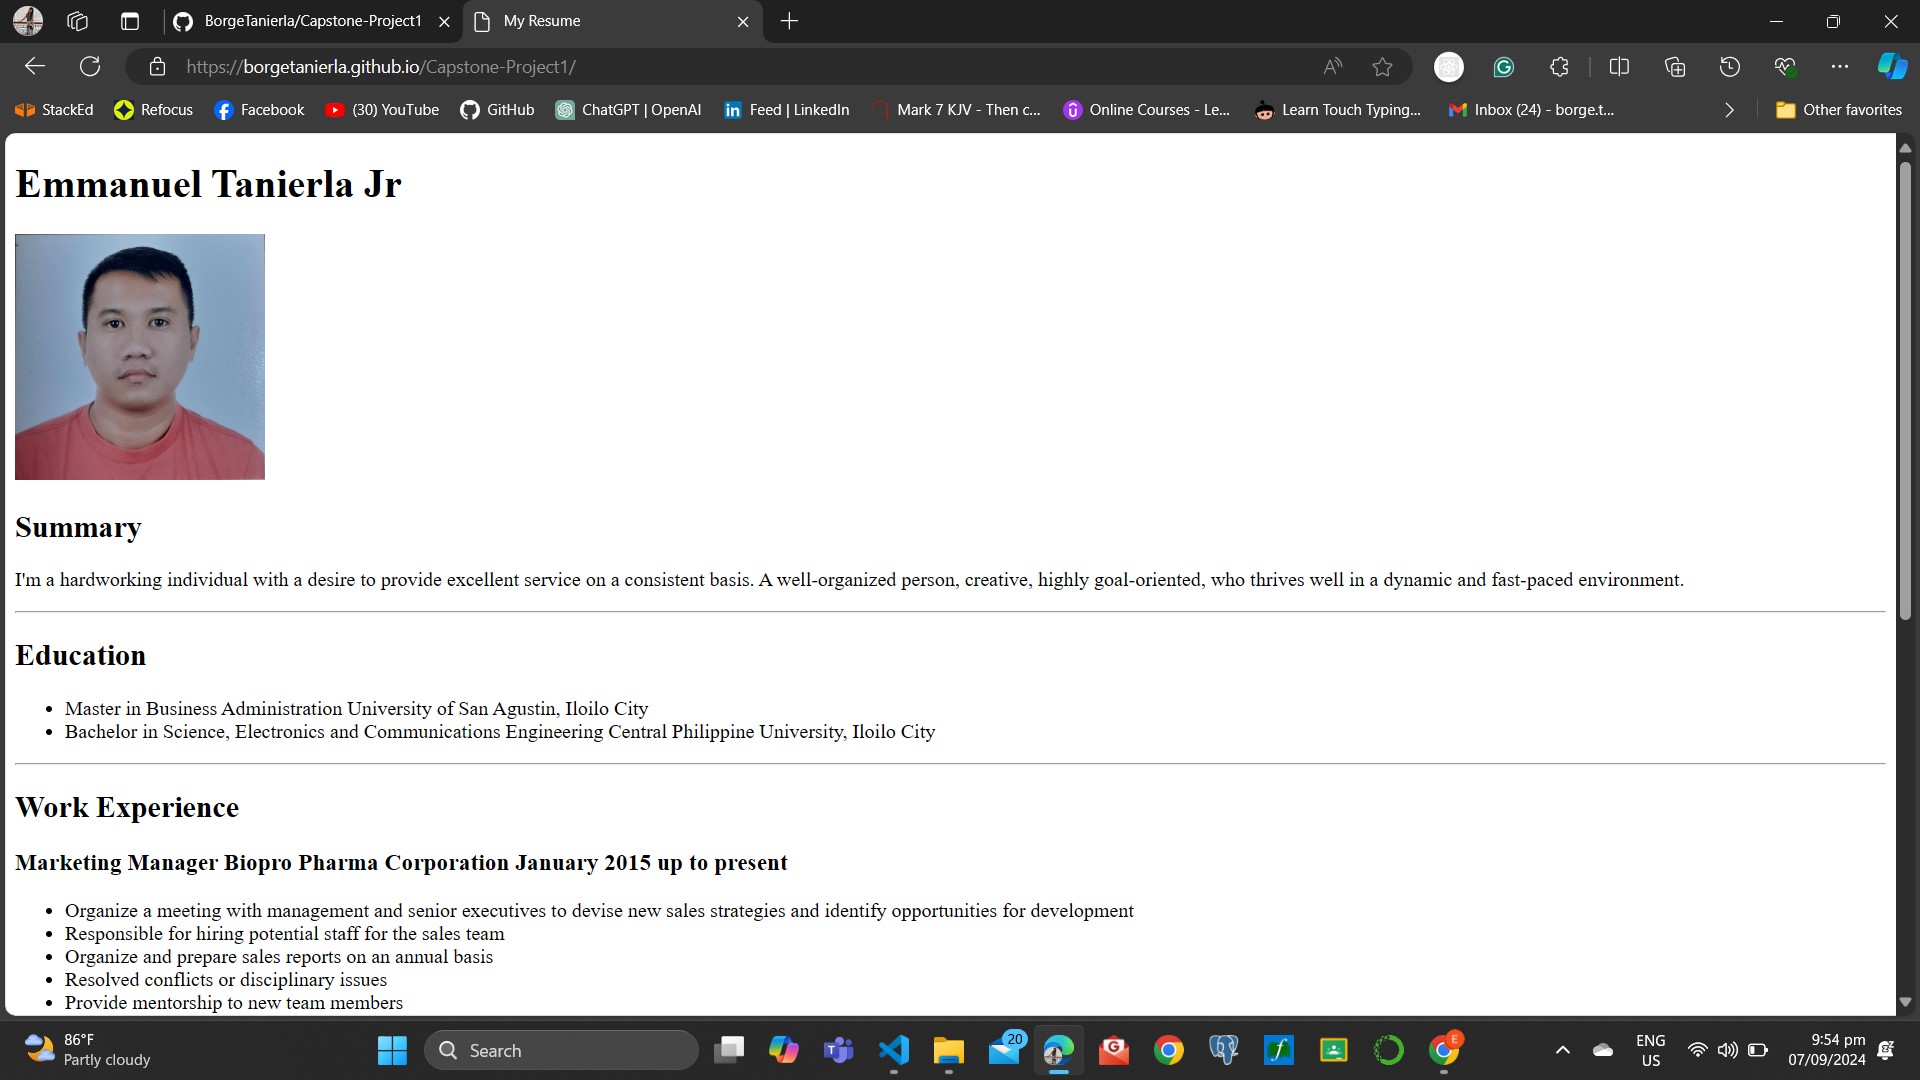 BorgeTanierla/Capstone-Project1
My Resume
https://borgetanierla.github.io/Capstone-Project1/
StackEd
Refocus
Facebook
(30) YouTube
GitHub
ChatGPT | OpenAI
Feed | LinkedIn
Mark 7 KJV - Then c...
Online Courses - Le...
Learn Touch Typing...
Inbox (24) - borge.t...
Other favorites
Emmanuel Tanierla Jr
Summary
I'm a hardworking individual with a desire to provide excellent service on a consistent basis. A well-organized person, creative, highly goal-oriented, who thrives well in a dynamic and fast-paced environment.
Education
• Master in Business Administration University of San Agustin, Iloilo City
• Bachelor in Science, Electronics and Communications Engineering Central Philippine University, Iloilo City
Work Experience
Marketing Manager Biopro Pharma Corporation January 2015 up to present
• Organize a meeting with management and senior executives to devise new sales strategies and identify opportunities for development
• Responsible for hiring potential staff for the sales team
• Organize and prepare sales reports on an annual basis
• Resolved conflicts or disciplinary issues
• Provide mentorship to new team members
86°F
Partly cloudy
Search
20
E
ENG
US
9:54 pm
07/09/2024